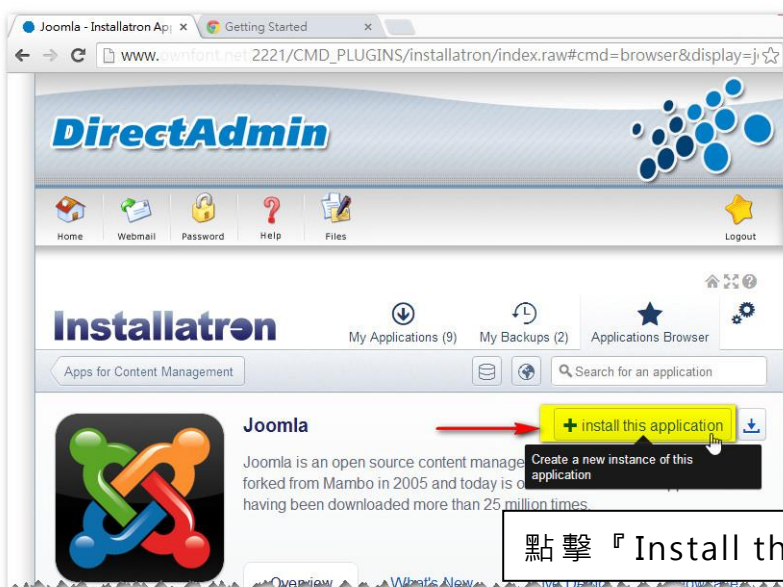 Joomla - Installatron Ap
Getting Started
www.ownfont.net:2221/CMD_PLUGINS/installatron/index.raw#cmd=browser&display=j
DirectAdmin
Home Webmail Password Help Files Logout
Installatron
My Applications (9) My Backups (2) Applications Browser
Apps for Content Management
Search for an application
Joomla
+ install this application
Joomla is an open source content manage
Create a new instance of this
application
forked from Mambo in 2005 and today is o
having been downloaded more than 25 million times.
點擊『Install th
Overview What's New